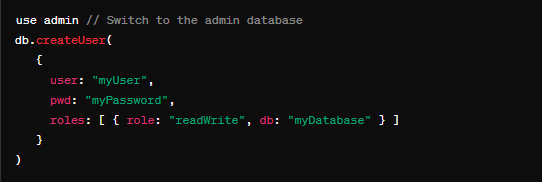 use admin // Switch to the admin database
db.createUser(
{
user: "myUser",
pwd: "myPassword",
roles: [ { role: "readWrite", db: "myDatabase" } ]
}
)